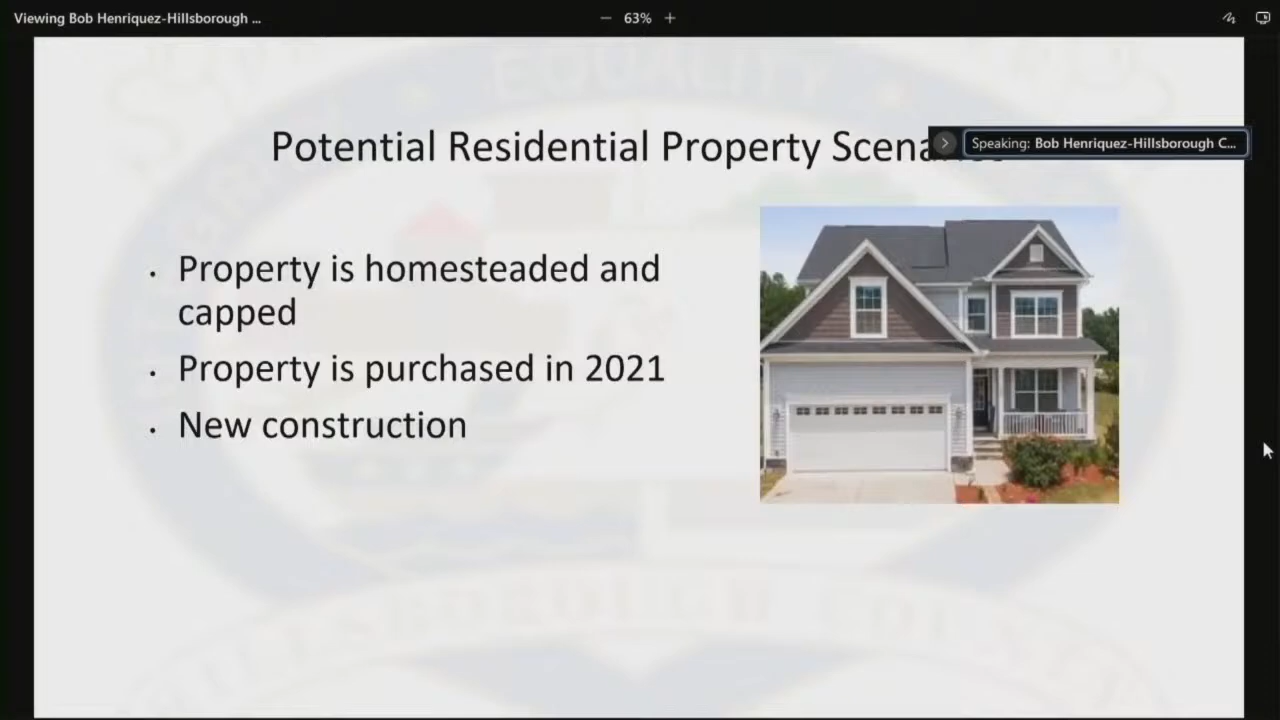 Viewing Bob Henriquez-Hillsborough ...
63%
Speaking: Bob Henriquez-Hillsborough C...
Potential Residential Property
Property is homesteaded and
capped
Property is purchased in 2021
New construction
EQUALITY